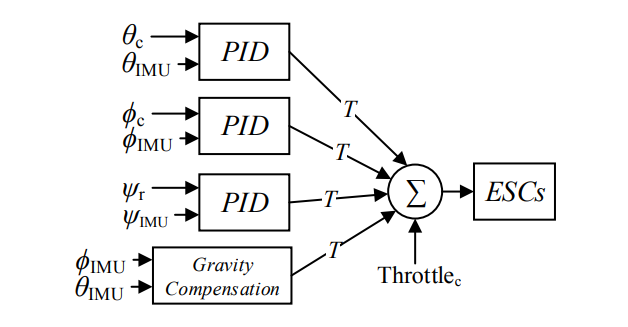 θc
θIMU
PID
T
ϕc
ϕIMU
PID
T
ψr
ψIMU
PID
T
Σ
ESCs
ϕIMU
θIMU
Gravity
Compensation
T
Throttlec